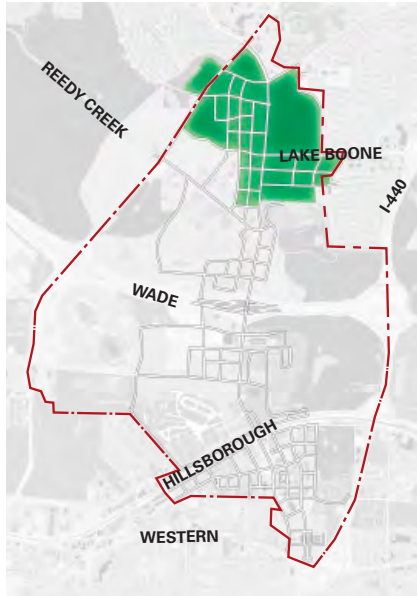 REEDY CREEK
LAKE BOONE
I-440
WADE
HILLSBOROUGH
WESTERN